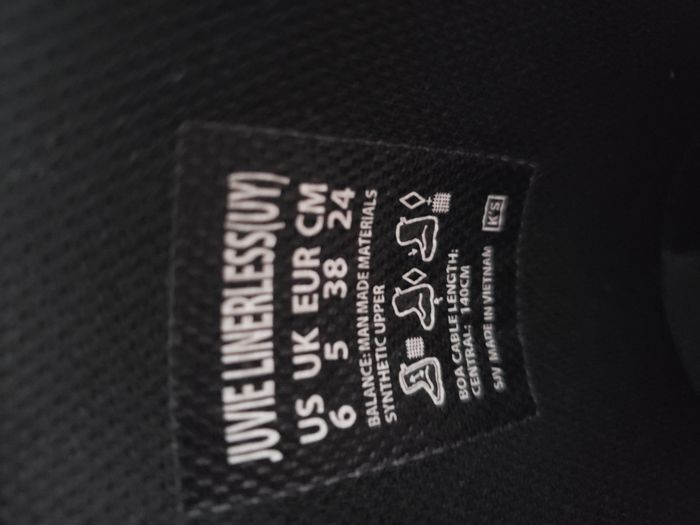 JUVIE LINERLESS(UY)
US UK EUR CM
6 5 38 24
BALANCE: MAN MADE MATERIALS
SYNTHETIC UPPER
BOA CABLE LENGTH:
CENTRAL: 140CM
MADE IN VIETNAM K's